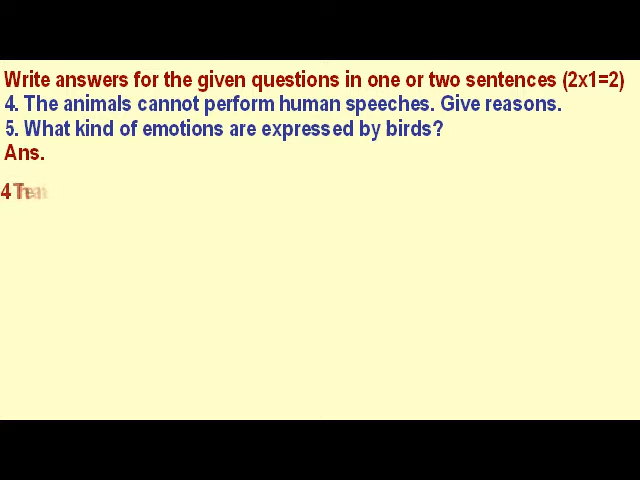 Write answers for the given questions in one or two sentences (2x1=2)
4. The animals cannot perform human speeches. Give reasons.
5. What kind of emotions are expressed by birds?
Ans.
4